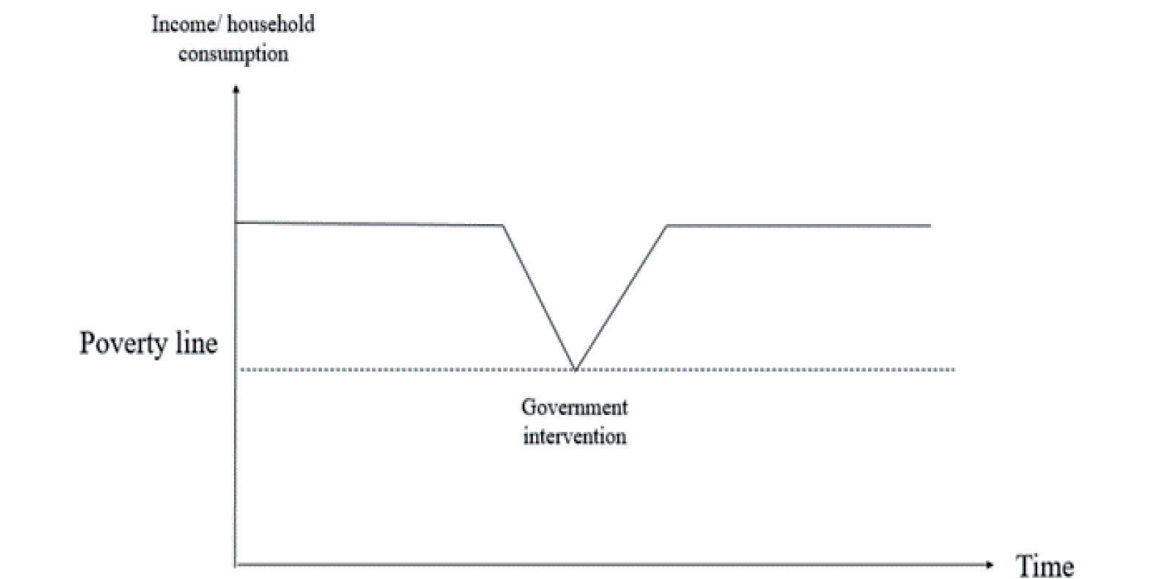 Income/ household
consumption
Poverty line
Government
intervention
Time